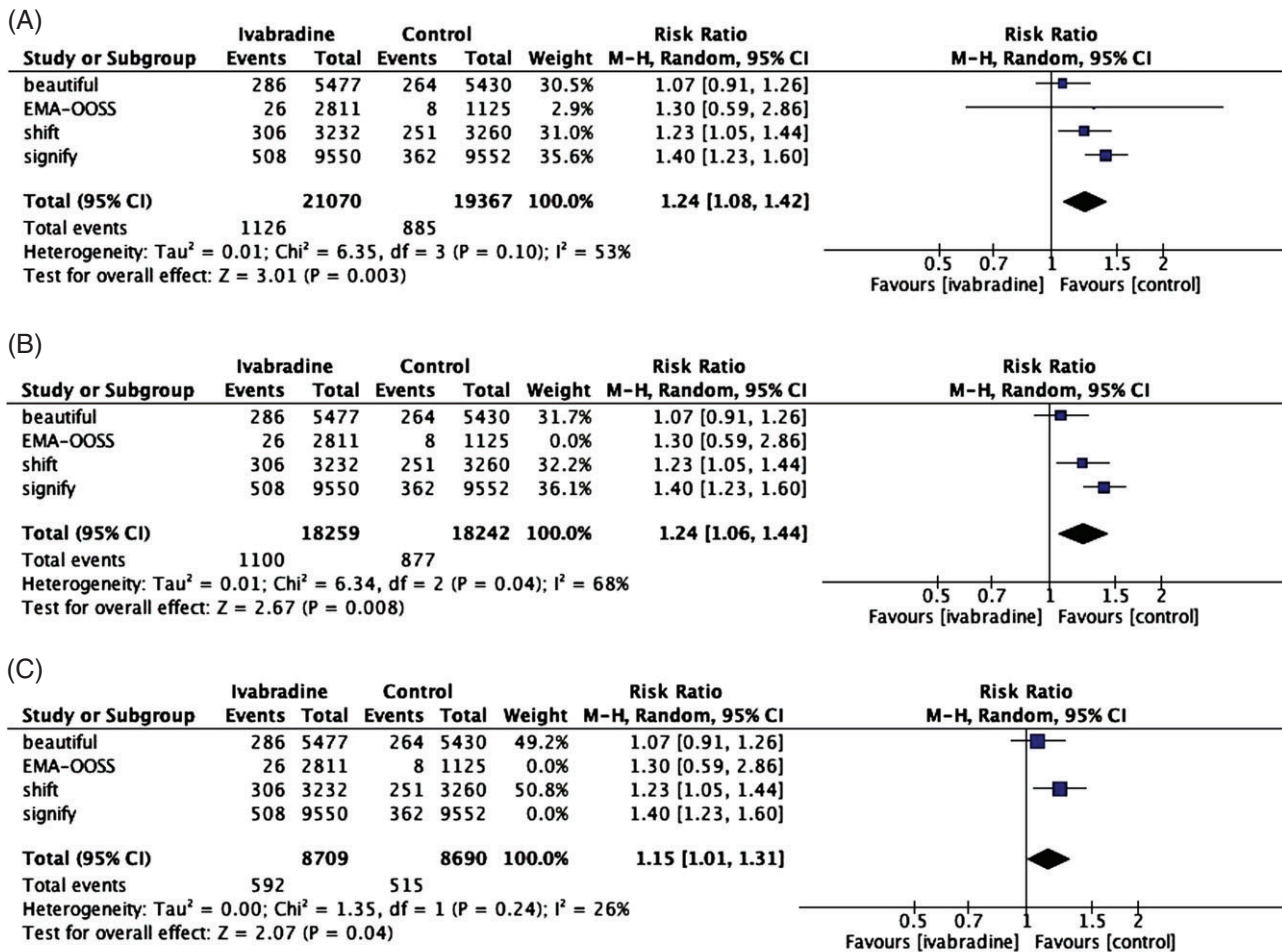 (A)
Ivabradine Control Risk Ratio Risk Ratio
Study or Subgroup Events Total Events Total Weight M-H, Random, 95% CI M-H, Random, 95% CI
beautiful 286 5477 264 5430 30.5% 1.07 [0.91, 1.26]
EMA-OOSS 26 2811 8 1125 2.9% 1.30 [0.59, 2.86]
shift 306 3232 251 3260 31.0% 1.23 [1.05, 1.44]
signify 508 9550 362 9552 35.6% 1.40 [1.23, 1.60]
Total (95% CI) 21070 19367 100.0% 1.24 [1.08, 1.42]
Total events 1126 885
Heterogeneity: Tau² = 0.01; Chi² = 6.35, df = 3 (P = 0.10); I² = 53%
Test for overall effect: Z = 3.01 (P = 0.003)
0.5 0.7 1 1.5 2
Favours [ivabradine] Favours [control]
(B)
Ivabradine Control Risk Ratio Risk Ratio
Study or Subgroup Events Total Events Total Weight M-H, Random, 95% CI M-H, Random, 95% CI
beautiful 286 5477 264 5430 31.7% 1.07 [0.91, 1.26]
EMA-OOSS 26 2811 8 1125 0.0% 1.30 [0.59, 2.86]
shift 306 3232 251 3260 32.2% 1.23 [1.05, 1.44]
signify 508 9550 362 9552 36.1% 1.40 [1.23, 1.60]
Total (95% CI) 18259 18242 100.0% 1.24 [1.06, 1.44]
Total events 1100 877
Heterogeneity: Tau² = 0.01; Chi² = 6.34, df = 2 (P = 0.04); I² = 68%
Test for overall effect: Z = 2.67 (P = 0.008)
0.5 0.7 1 1.5 2
Favours [ivabradine] Favours [control]
(C)
Ivabradine Control Risk Ratio Risk Ratio
Study or Subgroup Events Total Events Total Weight M-H, Random, 95% CI M-H, Random, 95% CI
beautiful 286 5477 264 5430 49.2% 1.07 [0.91, 1.26]
EMA-OOSS 26 2811 8 1125 0.0% 1.30 [0.59, 2.86]
shift 306 3232 251 3260 50.8% 1.23 [1.05, 1.44]
signify 508 9550 362 9552 0.0% 1.40 [1.23, 1.60]
Total (95% CI) 8709 8690 100.0% 1.15 [1.01, 1.31]
Total events 592 515
Heterogeneity: Tau² = 0.00; Chi² = 1.35, df = 1 (P = 0.24); I² = 26%
Test for overall effect: Z = 2.07 (P = 0.04)
0.5 0.7 1 1.5 2
Favours [ivabradine] Favours [control]